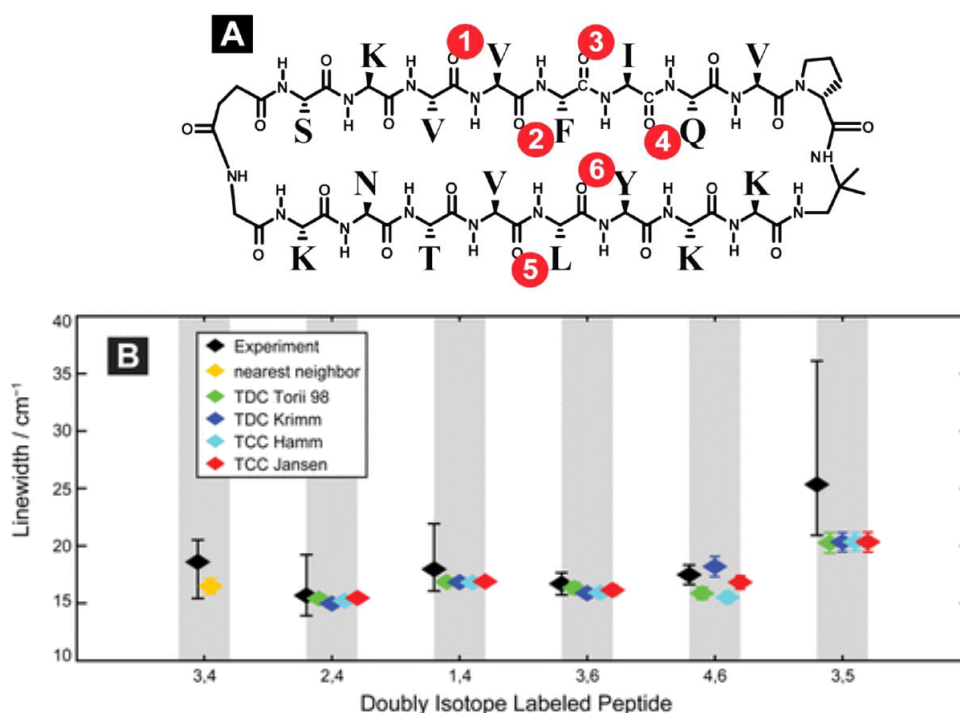 A
1 3
K V I V
H O H O H O H O
N N N N N N N N N
O H O H O H O H O
S V F Q
2 4
O O
NH
NH
6
N V Y K
H O H O H O H O H
N N N N N N N N N
O H O H O H O H O
K T L K
5
B
40
35
30
25
20
15
10
Linewidth / cm⁻¹
Experiment
nearest neighbor
TDC Torii 98
TDC Krimm
TCC Hamm
TCC Jansen
3,4 2,4 1,4 3,6 4,6 3,5
Doubly Isotope Labeled Peptide